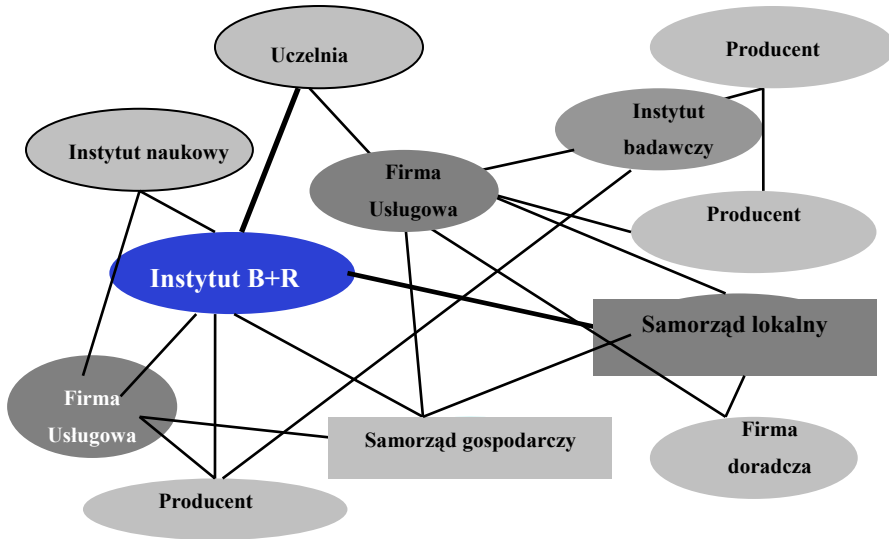 Producent
Uczelnia
Instytut
badawczy
Instytut naukowy
Firma
Usługowa
Producent
Instytut B+R
Samorząd lokalny
Firma
Usługowa
Samorząd gospodarczy
Firma
doradcza
Producent